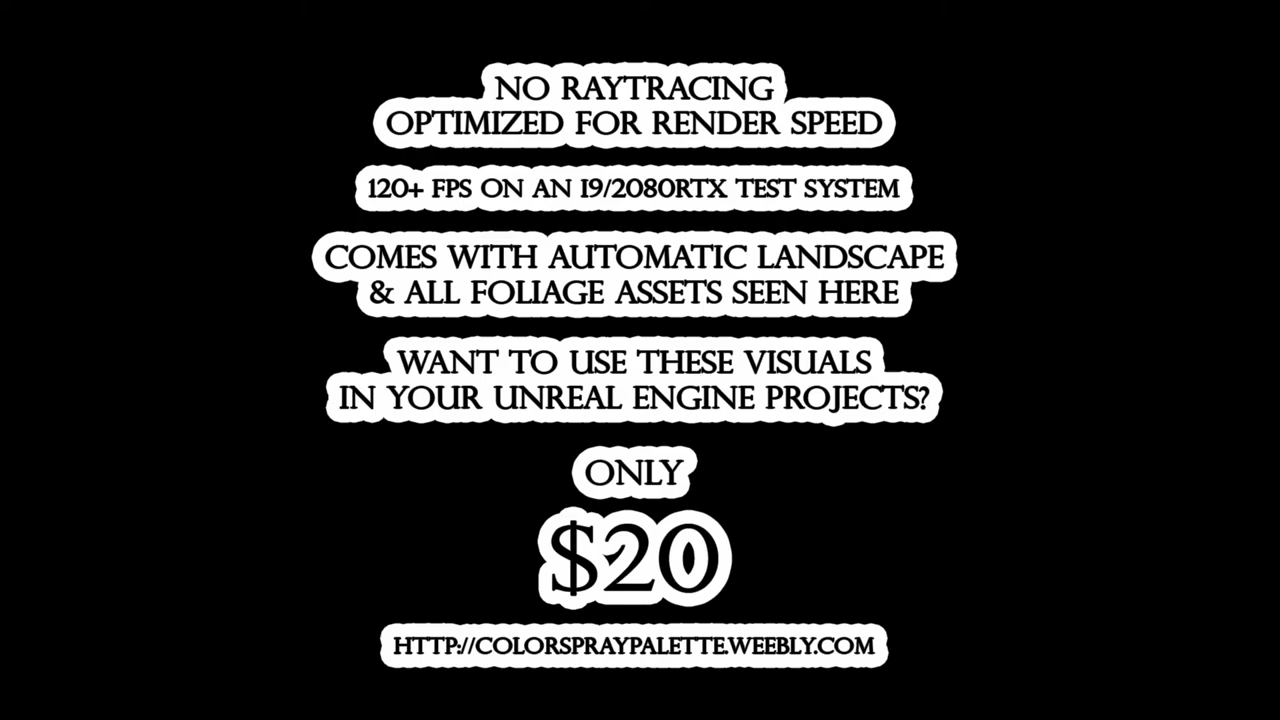 NO RAYTRACING
OPTIMIZED FOR RENDER SPEED
120+ FPS ON AN I9/2080RTX TEST SYSTEM
COMES WITH AUTOMATIC LANDSCAPE
& ALL FOLIAGE ASSETS SEEN HERE
WANT TO USE THESE VISUALS
IN YOUR UNREAL ENGINE PROJECTS?
ONLY
$20
HTTP://COLORSPRAYPALETTE.WEEBLY.COM